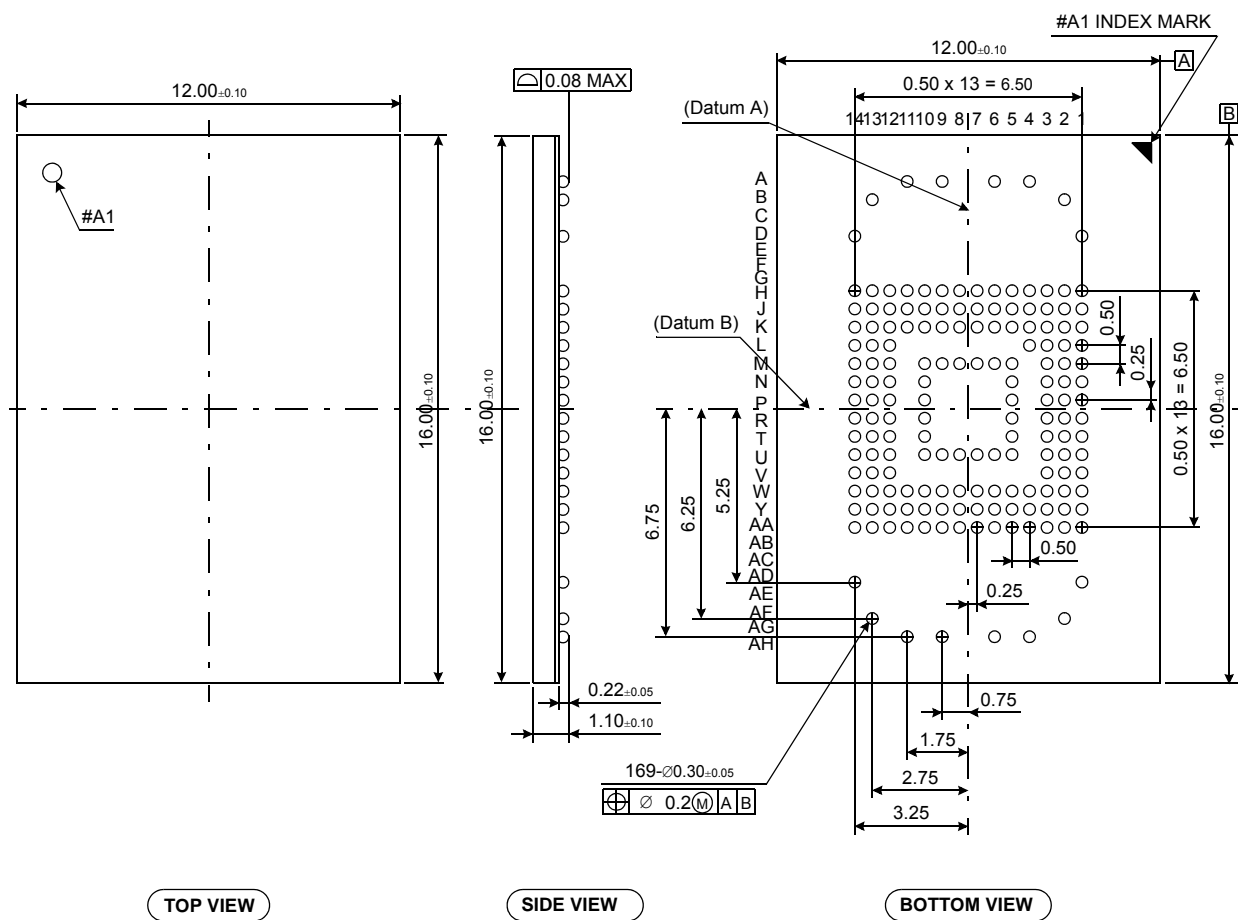 #A1 INDEX MARK
12.00±0.10
A
0.08 MAX
12.00±0.10
0.50 x 13 = 6.50
(Datum A)
14 13 12 11 10 9 8 7 6 5 4 3 2 1
B
#A1
A
B
C
D
E
F
G
H
J
K
L
M
N
P
R
T
U
V
W
Y
AA
AB
AC
AD
AE
AF
AG
AH
(Datum B)
0.50
0.25
0.50 x 13 = 6.50
16.00±0.10
16.00±0.10
16.00±0.10
5.25
6.25
6.75
0.50
0.25
0.22±0.05
1.10±0.10
0.75
1.75
2.75
3.25
169-∅0.30±0.05
⌖ ∅ 0.2 Ⓜ A B
TOP VIEW
SIDE VIEW
BOTTOM VIEW